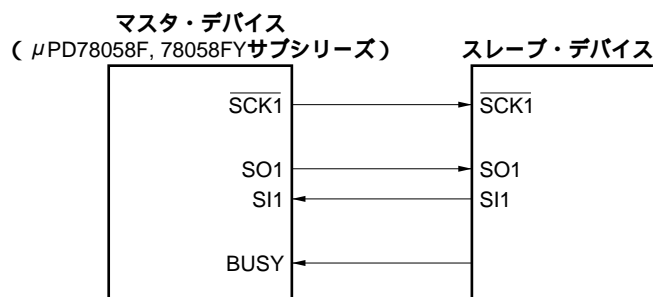 マスタ・デバイス
( μPD78058F, 78058FYサブシリーズ )
スレーブ・デバイス
SCK1
SCK1
SO1
SO1
SI1
SI1
BUSY